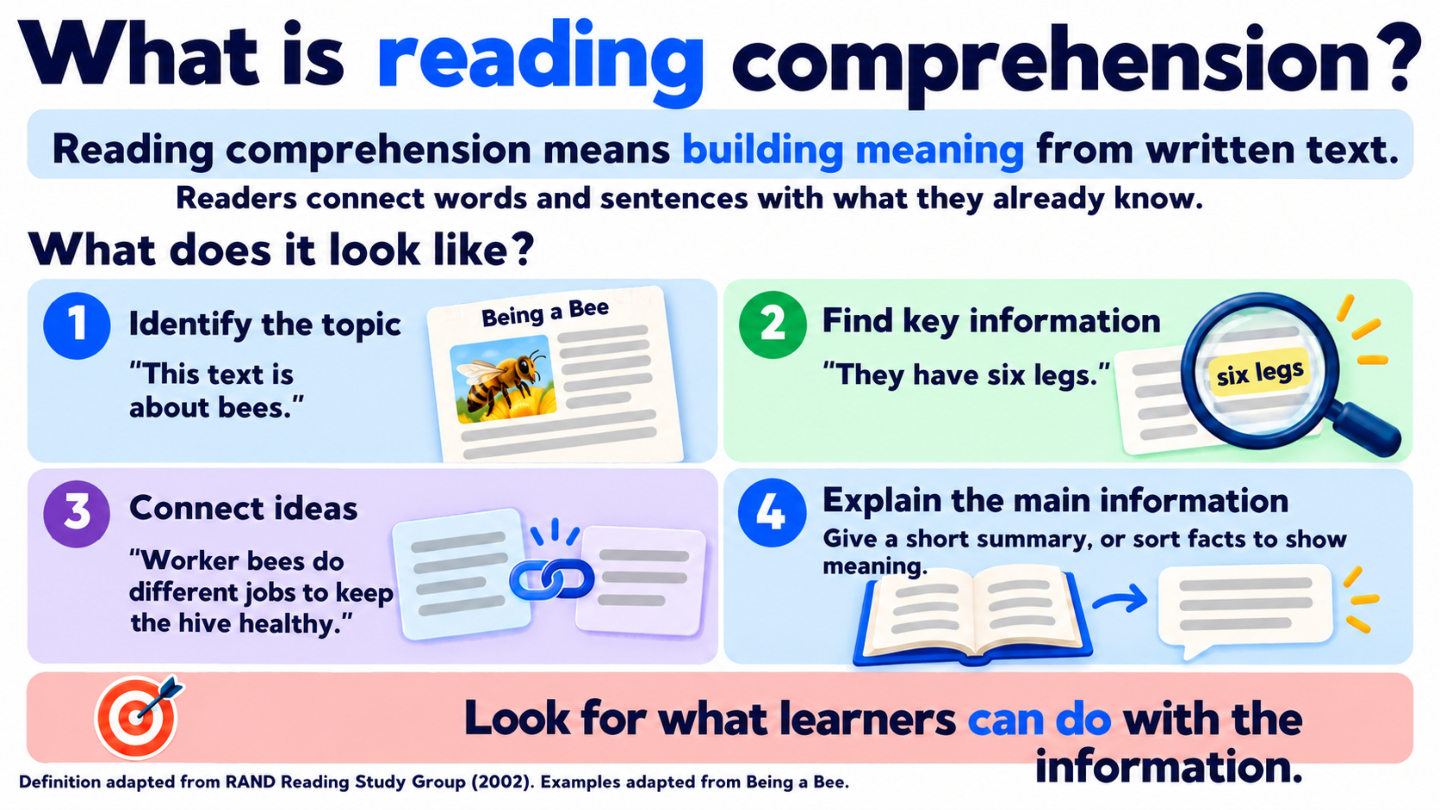 What is reading comprehension?
Reading comprehension means building meaning from written text.
Readers connect words and sentences with what they already know.
What does it look like?
1
Identify the topic
“This text is
about bees.”
Being a Bee
2
Find key information
“They have six legs.”
six legs
3
Connect ideas
“Worker bees do
different jobs to keep
the hive healthy.”
4
Explain the main information
Give a short summary, or sort facts to show
meaning.
Look for what learners can do with the
information.
Definition adapted from RAND Reading Study Group (2002). Examples adapted from Being a Bee.